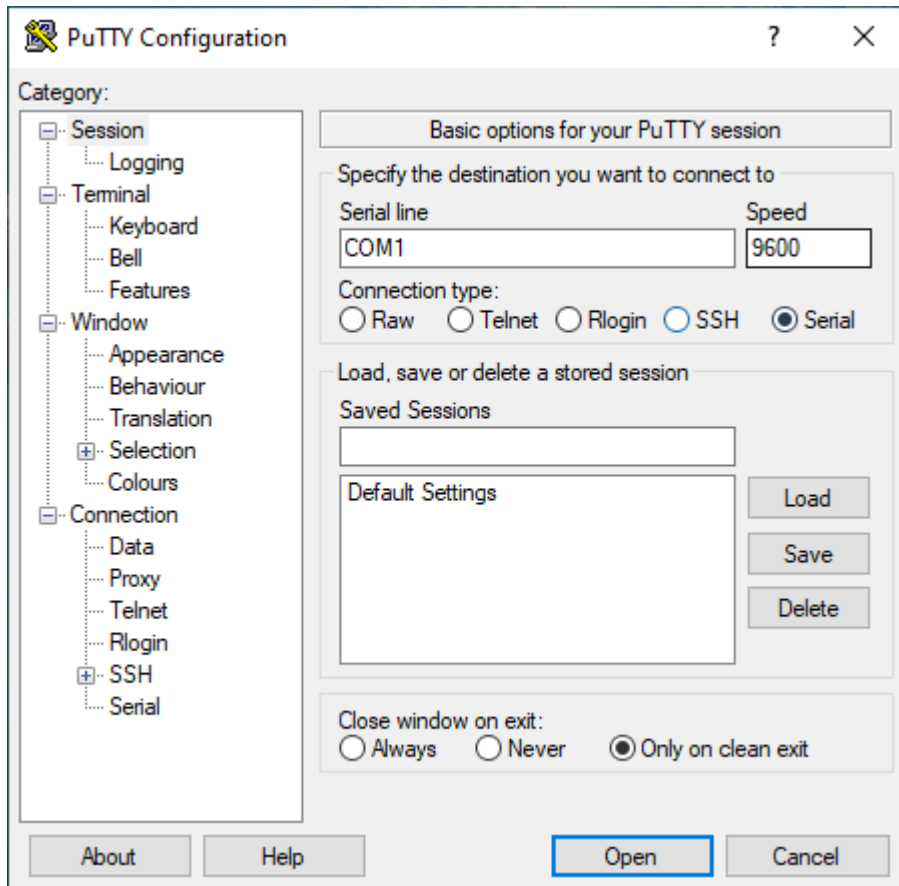 PuTTY Configuration
Category:
Session
Logging
Terminal
Keyboard
Bell
Features
Window
Appearance
Behaviour
Translation
Selection
Colours
Connection
Data
Proxy
Telnet
Rlogin
SSH
Serial
Basic options for your PuTTY session
Specify the destination you want to connect to
Serial line Speed
COM1 9600
Connection type:
Raw Telnet Rlogin SSH Serial
Load, save or delete a stored session
Saved Sessions
Default Settings
Load
Save
Delete
Close window on exit:
Always Never Only on clean exit
About Help Open Cancel